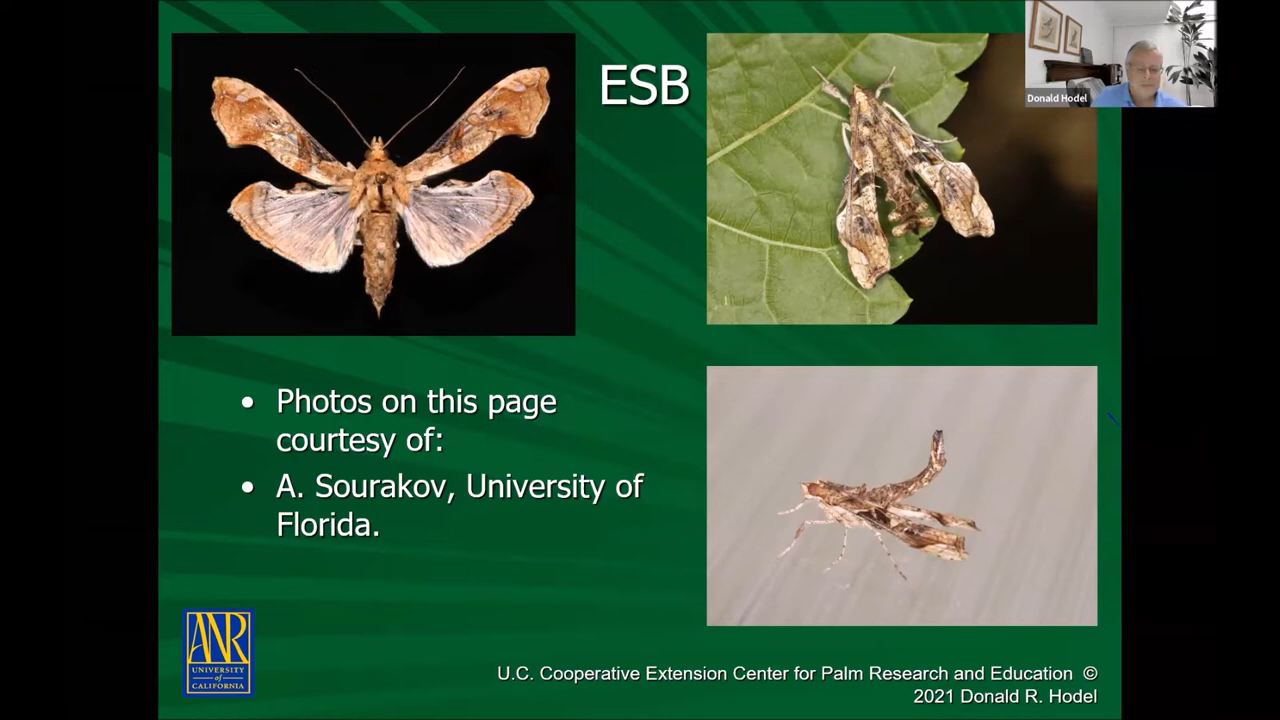 ESB
Donald Hodel
• Photos on this page
courtesy of:
• A. Sourakov, University of
Florida.
ANR
UNIVERSITY
of
CALIFORNIA
U.C. Cooperative Extension Center for Palm Research and Education ©
2021 Donald R. Hodel